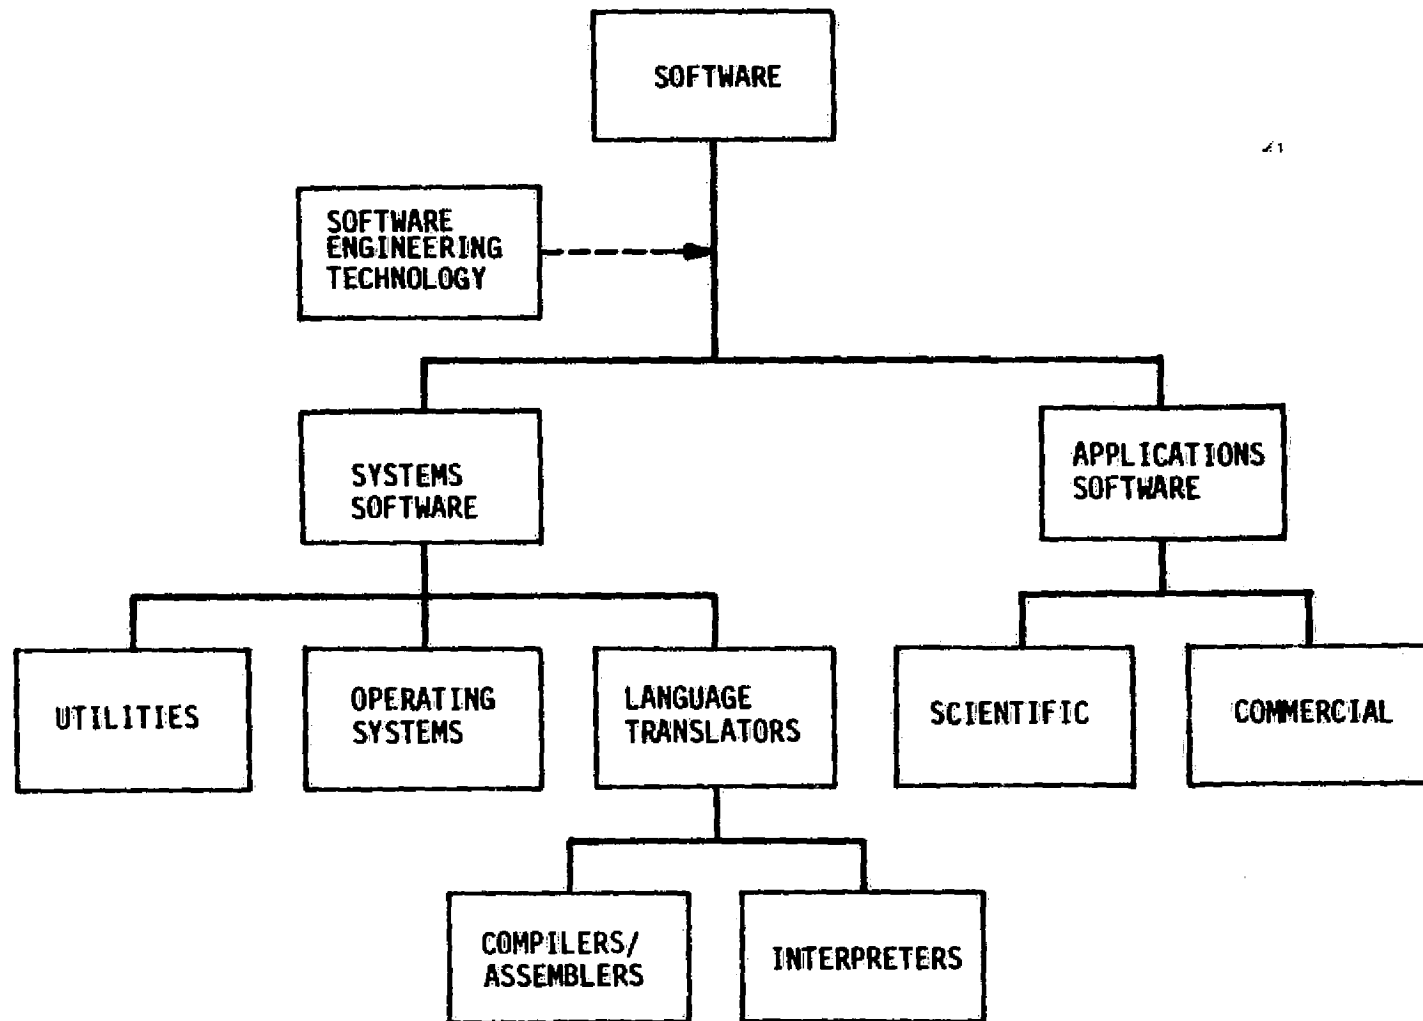 SOFTWARE
SOFTWARE
ENGINEERING
TECHNOLOGY
SYSTEMS
SOFTWARE
APPLICATIONS
SOFTWARE
UTILITIES
OPERATING
SYSTEMS
LANGUAGE
TRANSLATORS
SCIENTIFIC
COMMERCIAL
COMPILERS/
ASSEMBLERS
INTERPRETERS